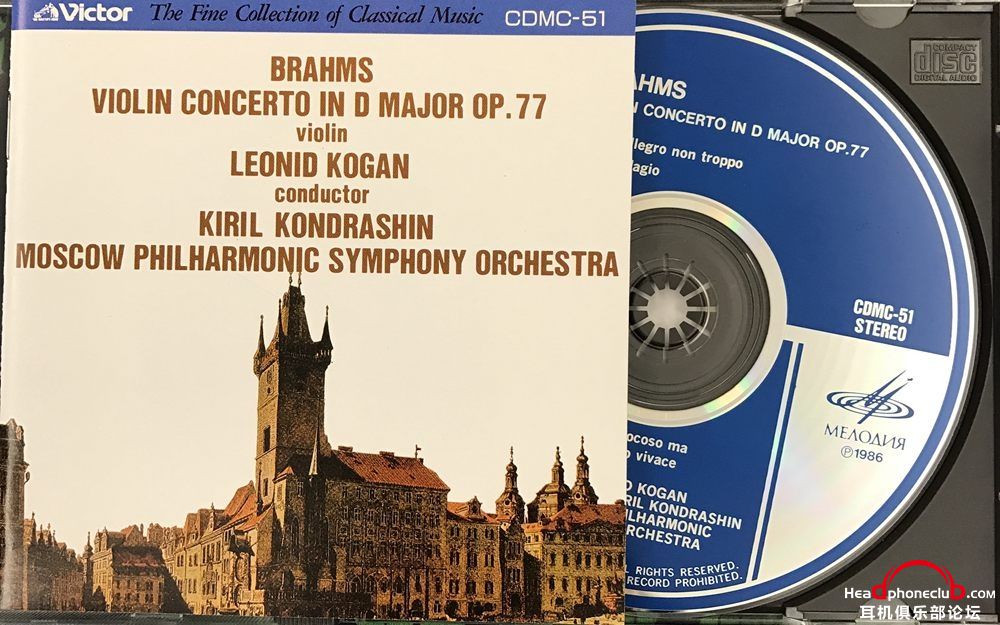 Victor The Fine Collection of Classical Music CDMC-51
BRAHMS
VIOLIN CONCERTO IN D MAJOR OP.77
violin
LEONID KOGAN
conductor
KIRIL KONDRASHIN
MOSCOW PHILHARMONIC SYMPHONY ORCHESTRA
COMPACT
disc
DIGITAL AUDIO
AHMS
N CONCERTO IN D MAJOR OP.77
llegro non troppo
agio
CDMC-51
STEREO
МЕЛОДИЯ
Ⓟ1986
ocoso ma
o vivace
D KOGAN
RIL KONDRASHIN
ILHARMONIC
RCHESTRA
L RIGHTS RESERVED.
RECORD PROHIBITED.
Headphoneclub.com
耳机俱乐部论坛